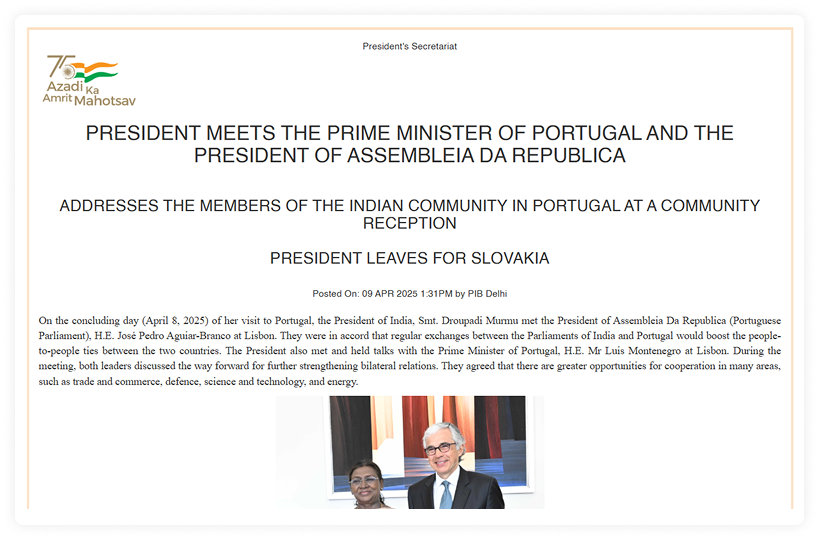 President's Secretariat
75
Azadi Ka
Amrit Mahotsav
PRESIDENT MEETS THE PRIME MINISTER OF PORTUGAL AND THE
PRESIDENT OF ASSEMBLEIA DA REPUBLICA
ADDRESSES THE MEMBERS OF THE INDIAN COMMUNITY IN PORTUGAL AT A COMMUNITY
RECEPTION
PRESIDENT LEAVES FOR SLOVAKIA
Posted On: 09 APR 2025 1:31PM by PIB Delhi
On the concluding day (April 8, 2025) of her visit to Portugal, the President of India, Smt. Droupadi Murmu met the President of Assembleia Da Republica (Portuguese
Parliament), H.E. José Pedro Aguiar-Branco at Lisbon. They were in accord that regular exchanges between the Parliaments of India and Portugal would boost the people-
to-people ties between the two countries. The President also met and held talks with the Prime Minister of Portugal, H.E. Mr Luis Montenegro at Lisbon. During the
meeting, both leaders discussed the way forward for further strengthening bilateral relations. They agreed that there are greater opportunities for cooperation in many areas,
such as trade and commerce, defence, science and technology, and energy.